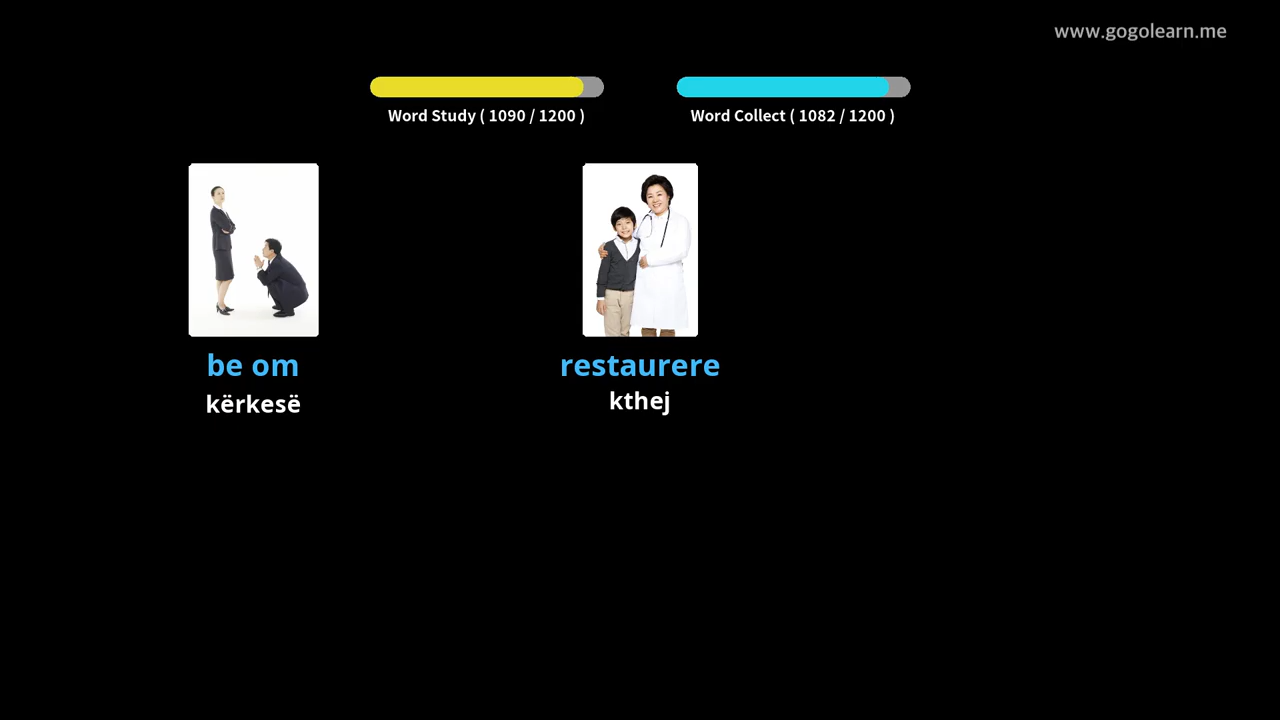 www.gogolearn.me
Word Study ( 1090 / 1200 )
Word Collect ( 1082 / 1200 )
be om
kërkesë
restaurere
kthej